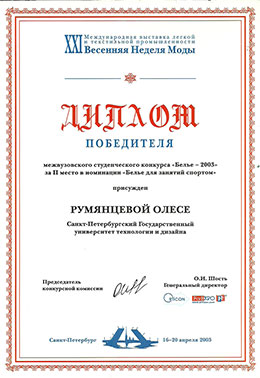 XXI Международная выставка легкой
и текстильной промышленности
Весенняя Неделя Моды
ДИПЛОМ
ПОБЕДИТЕЛЯ
межвузовского студенческого конкурса «Белье – 2003»
за II место в номинации «Белье для занятий спортом»
присужден
РУМЯНЦЕВОЙ ОЛЕСЕ
Санкт-Петербургский Государственный
университет технологии и дизайна
Председатель
конкурсной комиссии
О.И. Шость
Генеральный директор
Санкт-Петербург
16–20 апреля 2003